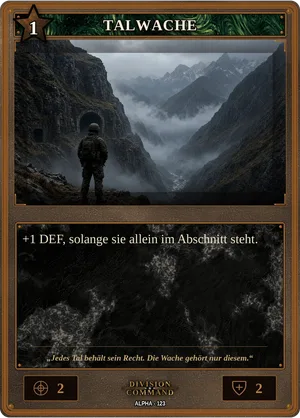 1
TALWACHE
+1 DEF, solange sie allein im Abschnitt steht.
„Jedes Tal behält sein Recht. Die Wache gehört nur diesem.“
2
DIVISION
COMMAND
ALPHA 123
2